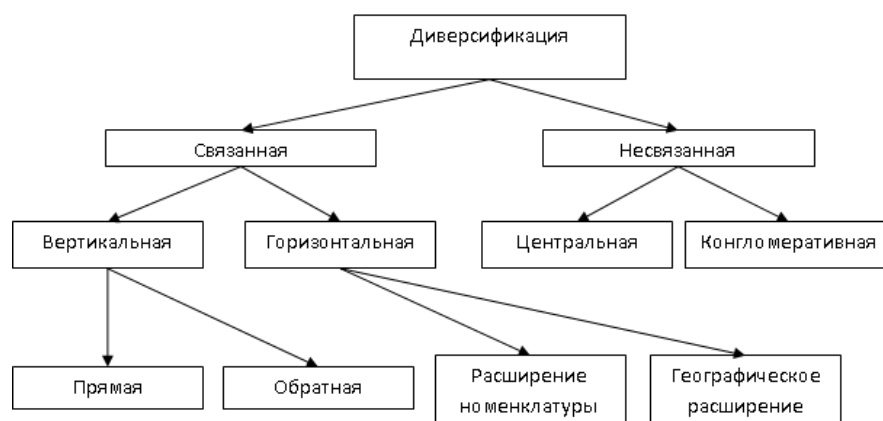 Диверсификация
Связанная
Несвязанная
Вертикальная
Горизонтальная
Центральная
Конгломеративная
Прямая
Обратная
Расширение
номенклатуры
Географическое
расширение